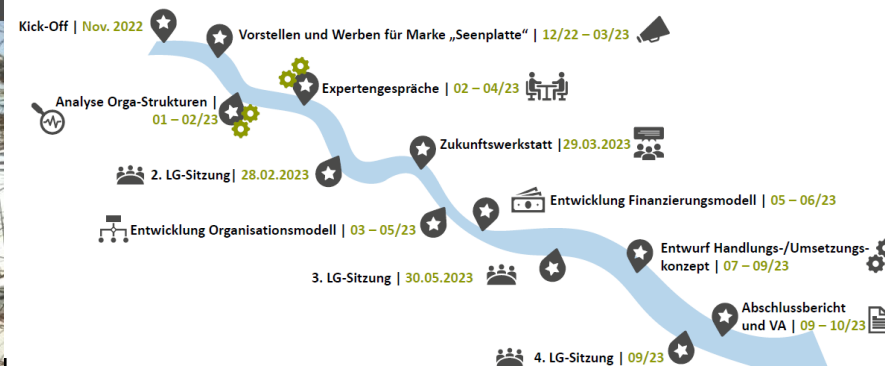 Kick-Off | Nov. 2022
Vorstellen und Werben für Marke „Seenplatte“ | 12/22 – 03/23
Expertengespräche | 02 – 04/23
Analyse Orga-Strukturen |
01 – 02/23
Zukunftswerkstatt |29.03.2023
2. LG-Sitzung| 28.02.2023
Entwicklung Finanzierungsmodell | 05 – 06/23
Entwicklung Organisationsmodell | 03 – 05/23
Entwurf Handlungs-/Umsetzungs-
konzept | 07 – 09/23
3. LG-Sitzung | 30.05.2023
Abschlussbericht
und VA | 09 – 10/23
4. LG-Sitzung | 09/23